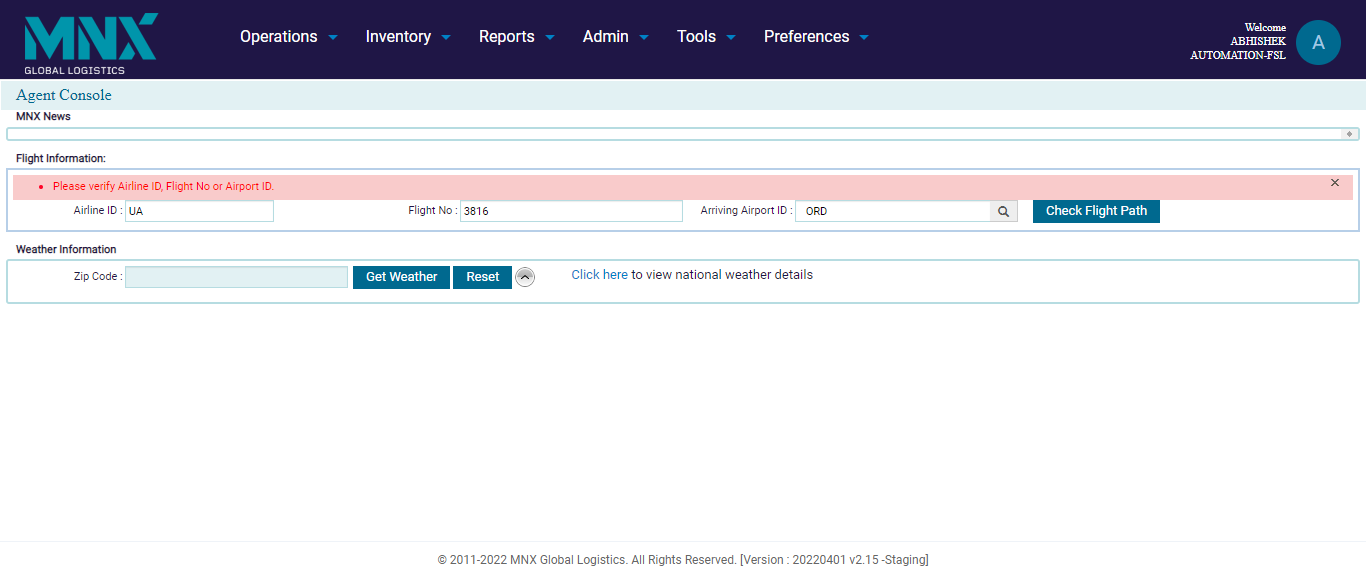 MNX
GLOBAL LOGISTICS
Operations Inventory Reports Admin Tools Preferences
Welcome
ABHISHEK
AUTOMATION-FSL
A
Agent Console
MNX News
Flight Information:
Please verify Airline ID, Flight No or Airport ID.
Airline ID : UA Flight No : 3816 Arriving Airport ID : ORD Check Flight Path
Weather Information
Zip Code : Get Weather Reset Click here to view national weather details
© 2011-2022 MNX Global Logistics. All Rights Reserved. [Version : 20220401 v2.15 -Staging]